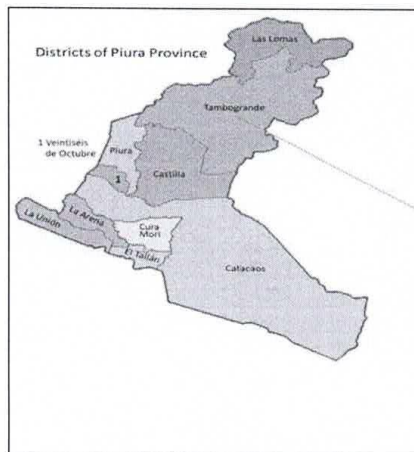 Las Lomas
Districts of Piura Province
Tambogrande
1 Veintiséis
de Octubre
Piura
1
Castilla
La Unión
La Arena
Cura
Mori
El Tallán
Catacaos